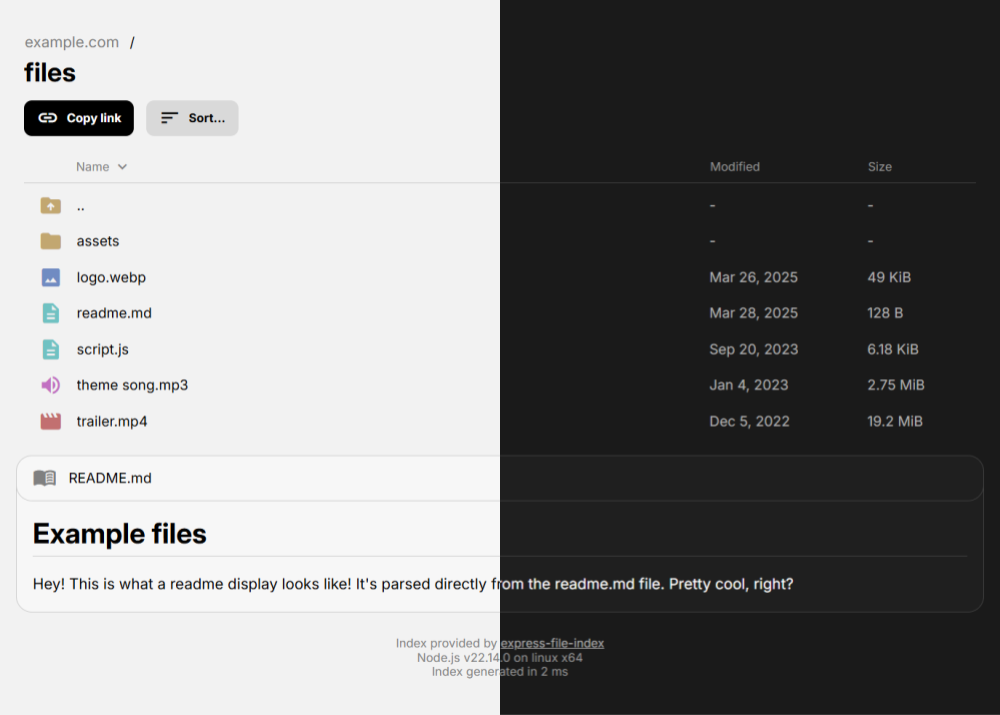 example.com /
files
Copy link Sort...
Name Modified Size
.. - -
assets - -
logo.webp Mar 26, 2025 49 KiB
readme.md Mar 28, 2025 128 B
script.js Sep 20, 2023 6.18 KiB
theme song.mp3 Jan 4, 2023 2.75 MiB
trailer.mp4 Dec 5, 2022 19.2 MiB
README.md
Example files
Hey! This is what a readme display looks like! It's parsed directly from the readme.md file. Pretty cool, right?
Index provided by express-file-index
Node.js v22.14.0 on linux x64
Index generated in 2 ms